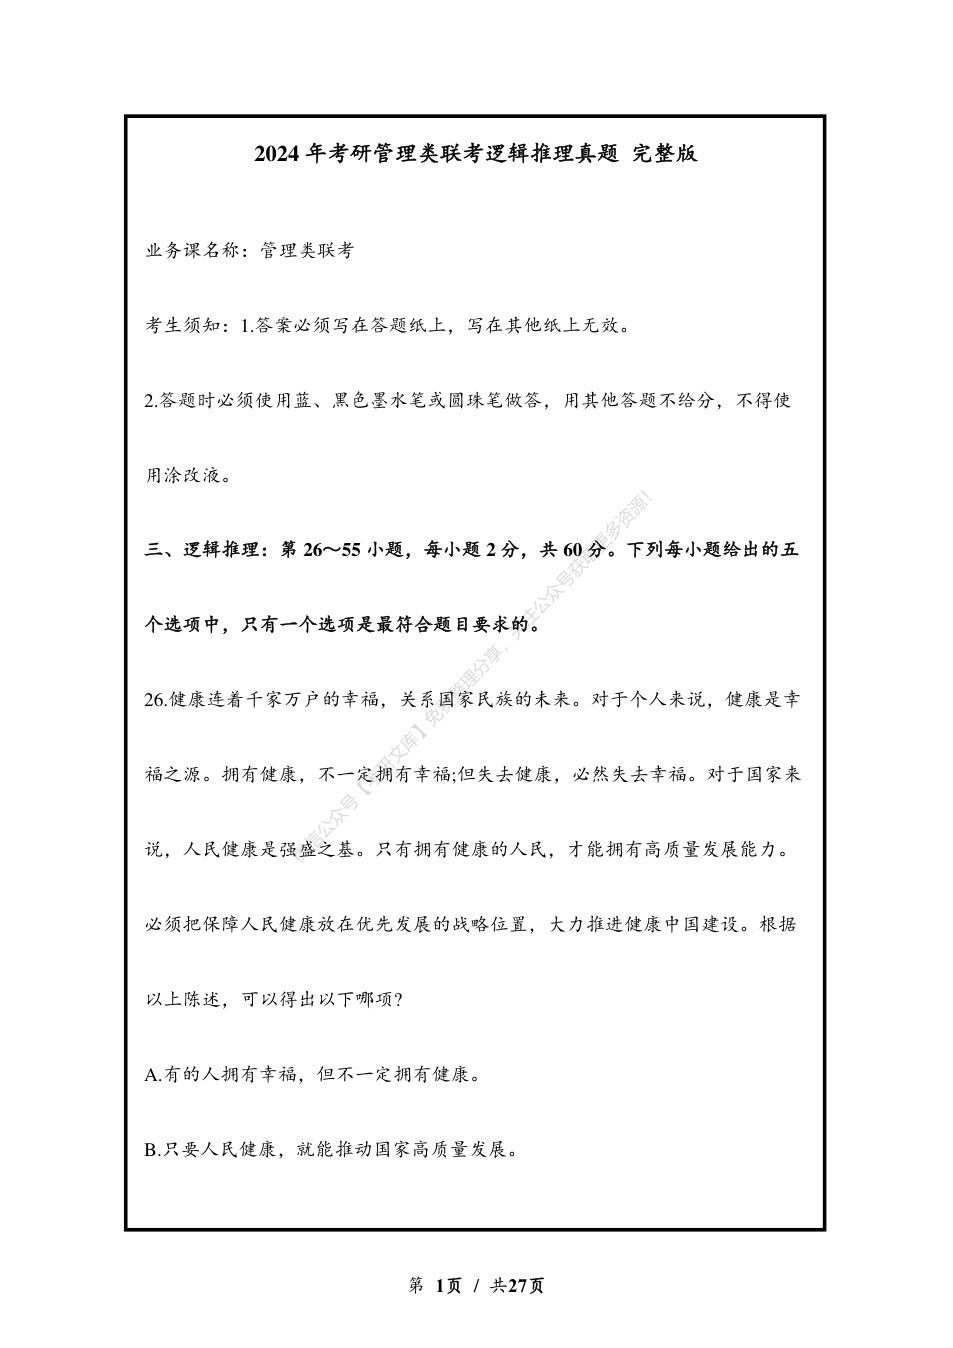 2024 年考研管理类联考逻辑推理真题 完整版
业务课名称：管理类联考
考生须知：1.答案必须写在答题纸上，写在其他纸上无效。
2.答题时必须使用蓝、黑色墨水笔或圆珠笔做答，用其他答题不给分，不得使
用涂改液。
三、逻辑推理：第 26～55 小题，每小题 2 分，共 60 分。下列每小题给出的五
个选项中，只有一个选项是最符合题目要求的。
26.健康连着千家万户的幸福，关系国家民族的未来。对于个人来说，健康是幸
福之源。拥有健康，不一定拥有幸福;但失去健康，必然失去幸福。对于国家来
说，人民健康是强盛之基。只有拥有健康的人民，才能拥有高质量发展能力。
必须把保障人民健康放在优先发展的战略位置，大力推进健康中国建设。根据
以上陈述，可以得出以下哪项?
A.有的人拥有幸福，但不一定拥有健康。
B.只要人民健康，就能推动国家高质量发展。
第 1页 / 共27页